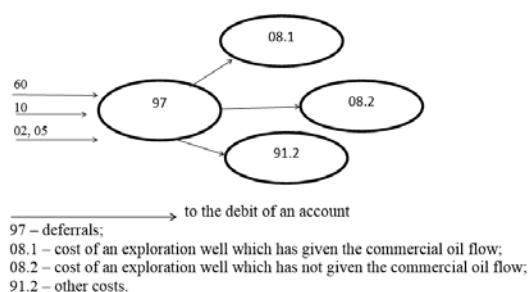 08.1
60
97
10
08.2
02, 05
91.2
to the debit of an account
97 – deferrals;
08.1 – cost of an exploration well which has given the commercial oil flow;
08.2 – cost of an exploration well which has not given the commercial oil flow;
91.2 – other costs.